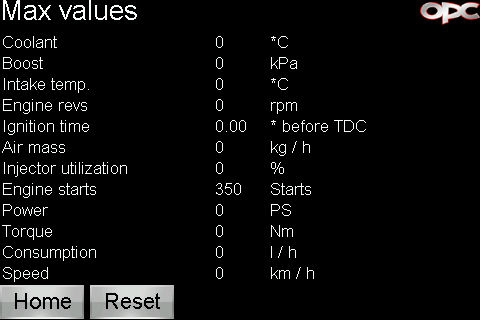 Max values
OPC
Coolant 0 *C
Boost 0 kPa
Intake temp. 0 *C
Engine revs 0 rpm
Ignition time 0.00 * before TDC
Air mass 0 kg / h
Injector utilization 0 %
Engine starts 350 Starts
Power 0 PS
Torque 0 Nm
Consumption 0 l / h
Speed 0 km / h
Home Reset